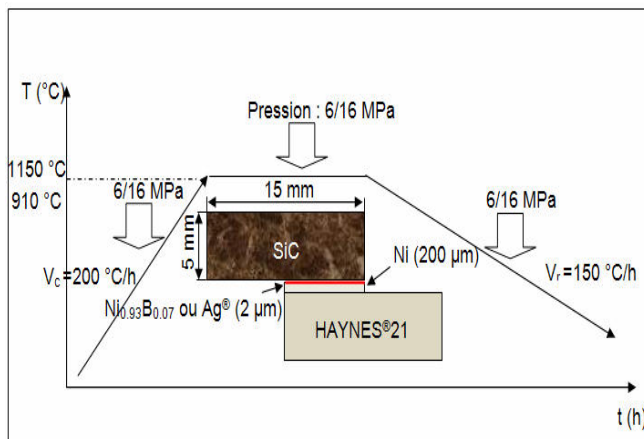 T (°C)
Pression : 6/16 MPa
1150 °C
910 °C
6/16 MPa
15 mm
6/16 MPa
5 mm
SiC
Ni (200 µm)
Vc =200 °C/h
Vr =150 °C/h
Ni0.93B0.07 ou Ag® (2 µm)
HAYNES®21
t (h)